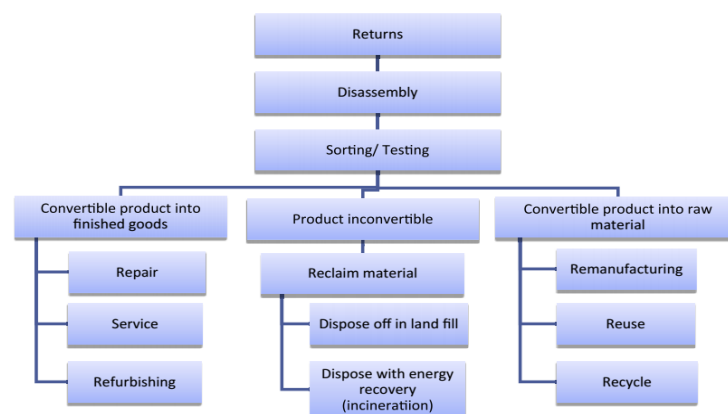 Returns
Disassembly
Sorting/ Testing
Convertible product into
finished goods
Product inconvertible
Convertible product into raw
material
Repair
Reclaim material
Remanufacturing
Service
Dispose off in land fill
Reuse
Refurbishing
Dispose with energy
recovery
(incineratiion)
Recycle